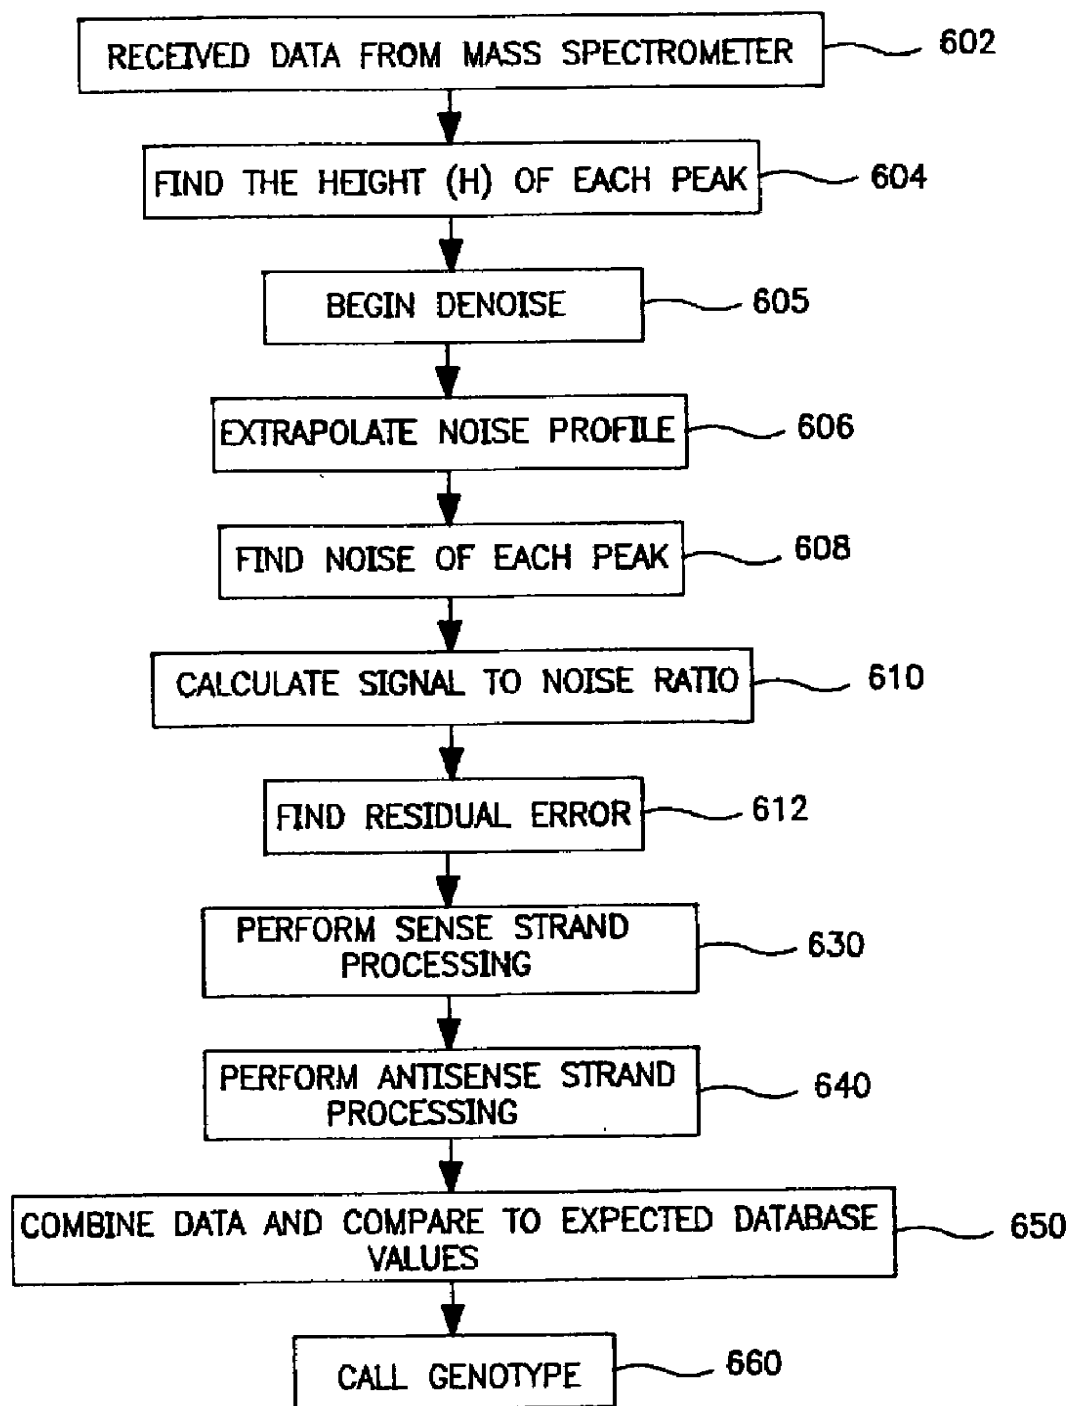 RECEIVED DATA FROM MASS SPECTROMETER 602
FIND THE HEIGHT (H) OF EACH PEAK 604
BEGIN DENOISE 605
EXTRAPOLATE NOISE PROFILE 606
FIND NOISE OF EACH PEAK 608
CALCULATE SIGNAL TO NOISE RATIO 610
FIND RESIDUAL ERROR 612
PERFORM SENSE STRAND
PROCESSING 630
PERFORM ANTISENSE STRAND
PROCESSING 640
COMBINE DATA AND COMPARE TO EXPECTED DATABASE
VALUES 650
CALL GENOTYPE 660